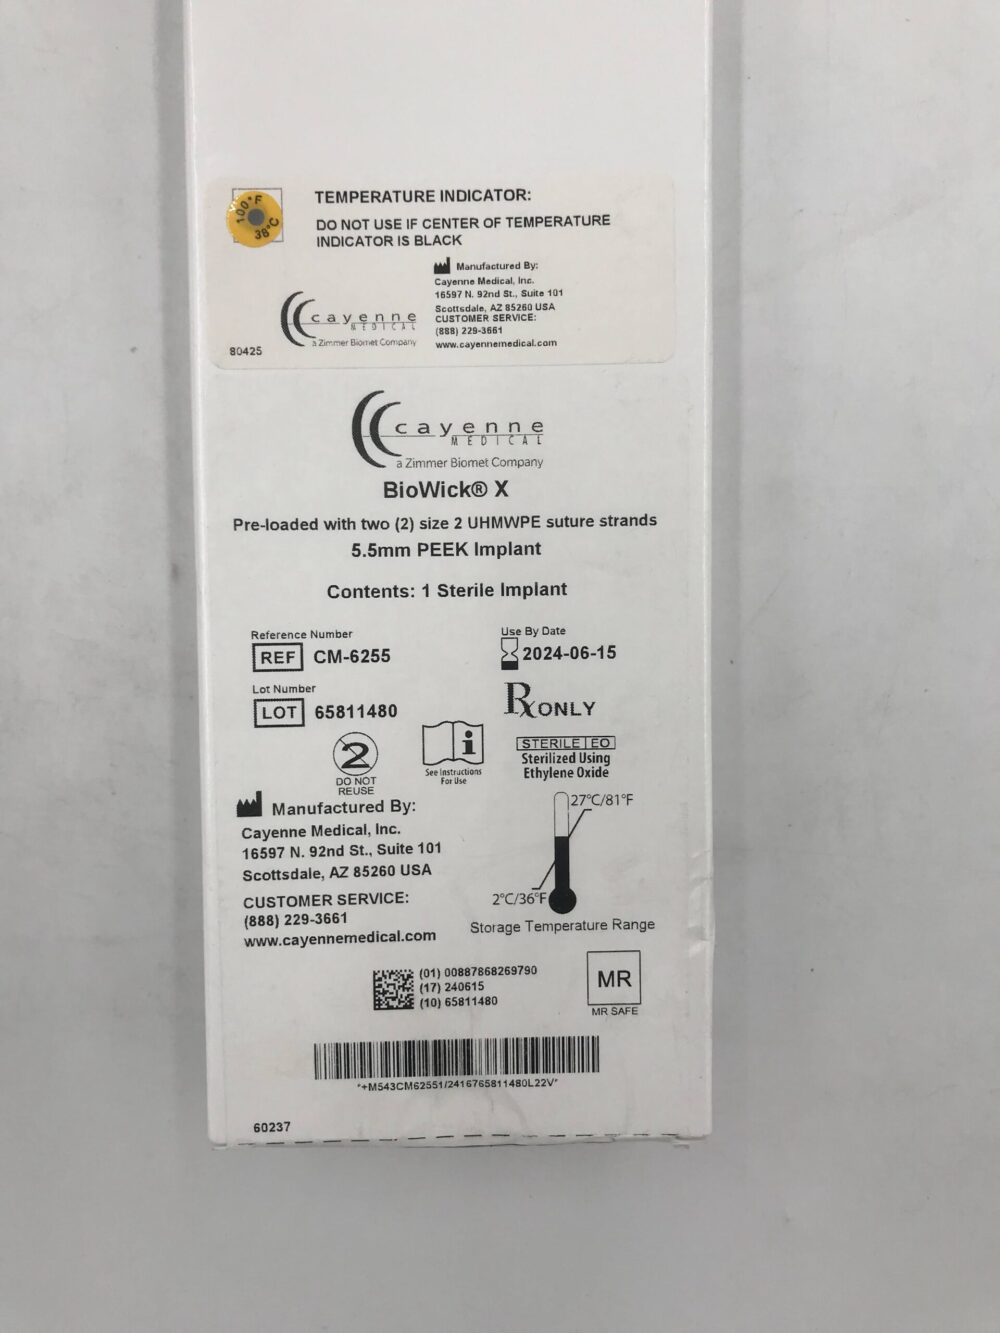 100°F
38°C
TEMPERATURE INDICATOR:
DO NOT USE IF CENTER OF TEMPERATURE
INDICATOR IS BLACK
Manufactured By:
Cayenne Medical, Inc.
16597 N. 92nd St., Suite 101
Scottsdale, AZ 85260 USA
CUSTOMER SERVICE:
(888) 229-3661
www.cayennemedical.com
cayenne
MEDICAL
a Zimmer Biomet Company
80425
cayenne
MEDICAL
a Zimmer Biomet Company
BioWick® X
Pre-loaded with two (2) size 2 UHMWPE suture strands
5.5mm PEEK Implant
Contents: 1 Sterile Implant
Reference Number
REF CM-6255
Use By Date
2024-06-15
Lot Number
LOT 65811480
Rx ONLY
2
DO NOT
REUSE
i
See Instructions
For Use
STERILE EO
Sterilized Using
Ethylene Oxide
Manufactured By:
Cayenne Medical, Inc.
16597 N. 92nd St., Suite 101
Scottsdale, AZ 85260 USA
CUSTOMER SERVICE:
(888) 229-3661
www.cayennemedical.com
27°C/81°F
2°C/36°F
Storage Temperature Range
(01) 00887868269790
(17) 240615
(10) 65811480
MR
MR SAFE
*+M543CM62551/2416765811480L22V*
60237